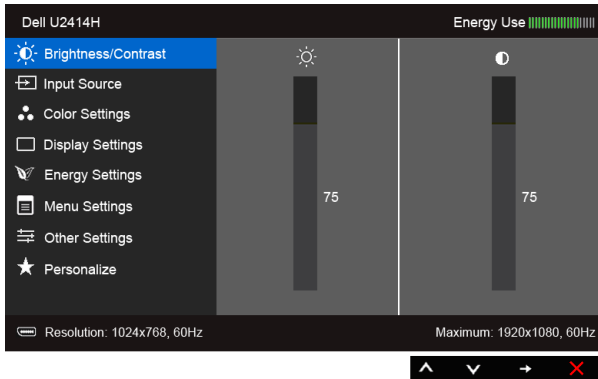 Dell U2414H Energy Use
Brightness/Contrast
Input Source
Color Settings
Display Settings
Energy Settings
Menu Settings
Other Settings
Personalize
75 75
Resolution: 1024x768, 60Hz Maximum: 1920x1080, 60Hz